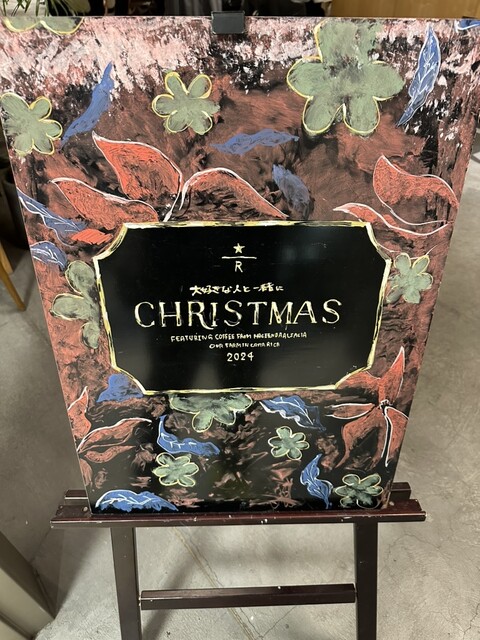 R
大好きな人と一緒に
CHRISTMAS
FEATURING COFFEE FROM HACIENDA ALSACIA
OUR FARM IN COSTA RICA
2024